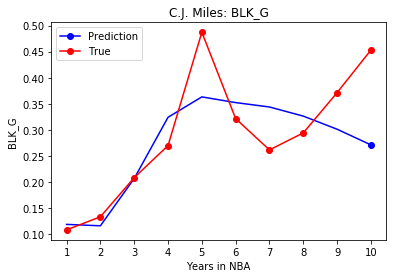 C.J. Miles: BLK_G
Prediction
True
BLK_G
0.50
0.45
0.40
0.35
0.30
0.25
0.20
0.15
0.10
1 2 3 4 5 6 7 8 9 10
Years in NBA